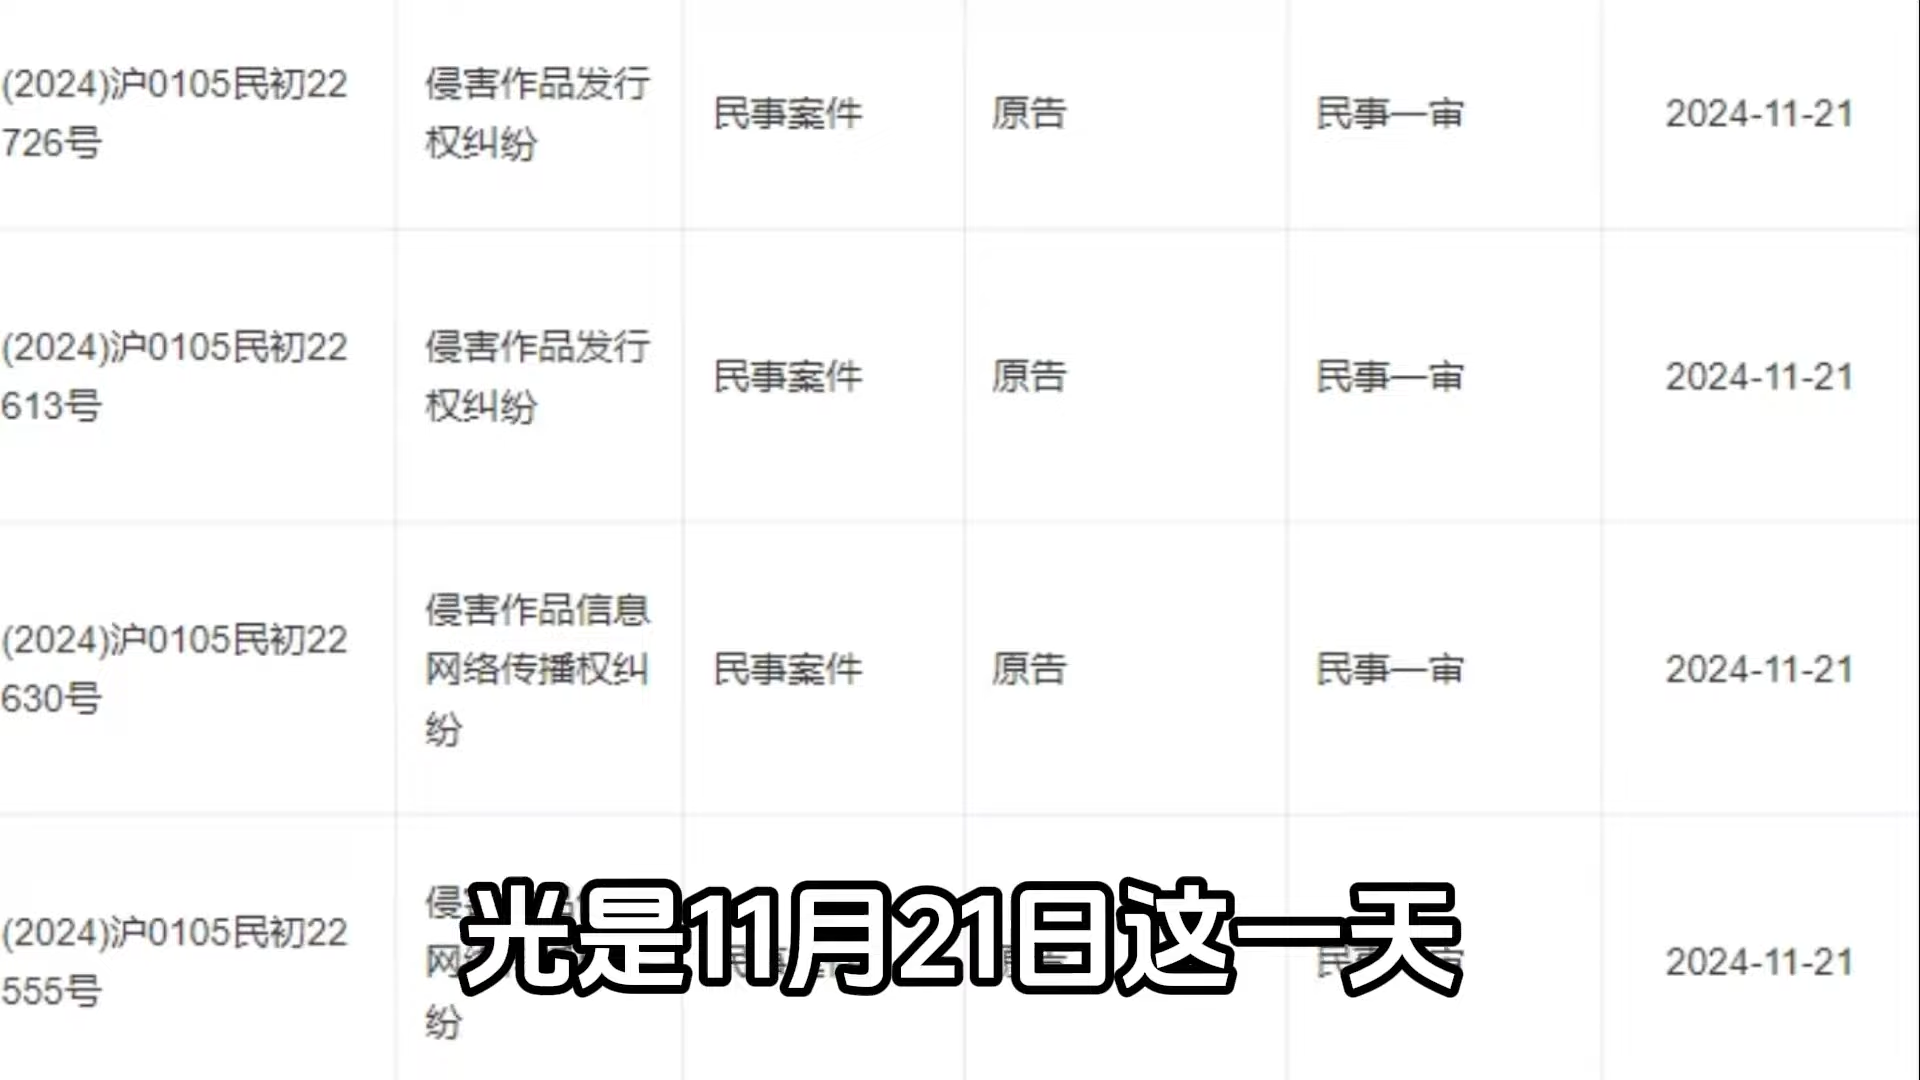 (2024)沪0105民初22
726号
侵害作品发行
权纠纷
民事案件
原告
民事一审
2024-11-21
(2024)沪0105民初22
613号
侵害作品发行
权纠纷
民事案件
原告
民事一审
2024-11-21
(2024)沪0105民初22
630号
侵害作品信息
网络传播权纠
纷
民事案件
原告
民事一审
2024-11-21
(2024)沪0105民初22
555号
侵
网
纷
2024-11-21
光是11月21日这一天